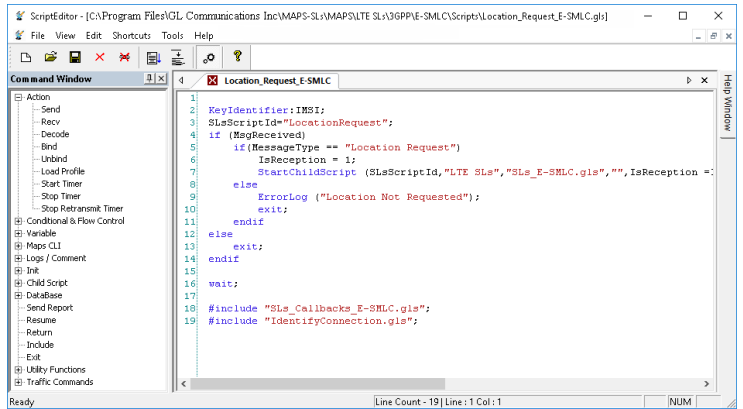 ScriptEditor - [C:\Program Files\GL Communications Inc\MAPS-SLs\MAPS\LTE SLs\3GPP\E-SMLC\Scripts\Location_Request_E-SMLC.gls]
File View Edit Shortcuts Tools Help
Command Window
Action
Send
Recv
Decode
Bind
Unbind
Load Profile
Start Timer
Stop Timer
Stop Retransmit Timer
Conditional & Flow Control
Variable
Maps CLI
Logs / Comment
Init
Child Script
DataBase
Send Report
Resume
Return
Include
Exit
Utility Functions
Traffic Commands
Location_Request_E-SMLC
1
2 KeyIdentifier:IMSI;
3 SLsScriptId="LocationRequest";
4 if (MsgReceived)
5 if(MessageType == "Location Request")
6 IsReception = 1;
7 StartChildScript (SLsScriptId,"LTE SLs","SLs_E-SMLC.gls","",IsReception =1
8 else
9 ErrorLog ("Location Not Requested");
10 exit;
11 endif
12 else
13 exit;
14 endif
15
16 wait;
17
18 #include "SLs_Callbacks_E-SMLC.gls";
19 #include "IdentifyConnection.gls";
Help Window
Ready
Line Count - 19 | Line : 1 Col : 1
NUM